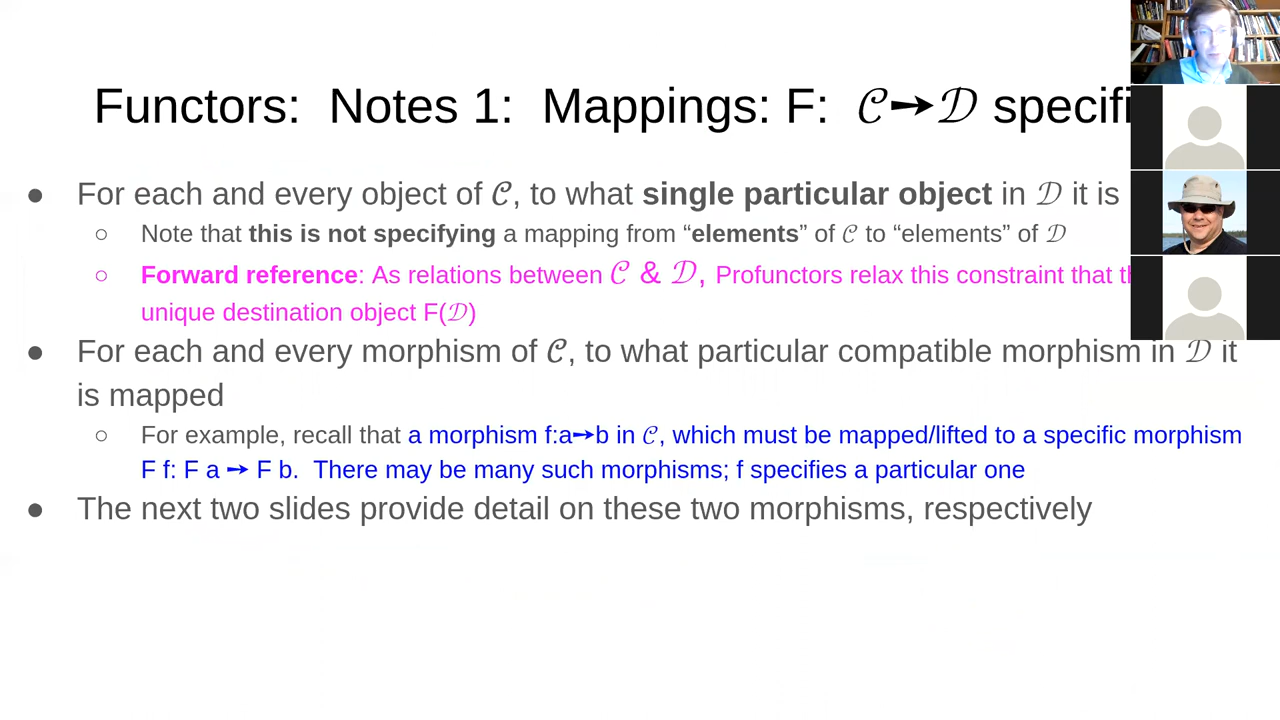 Functors: Notes 1: Mappings: F: 𝒞➙𝒟
● For each and every object of 𝒞, to what single particular object in 𝒟 it is
○ Note that this is not specifying a mapping from “elements” of 𝒞 to “elements” of 𝒟
○ Forward reference: As relations between 𝒞 & 𝒟, Profunctors relax this constraint that
unique destination object F(𝒟)
● For each and every morphism of 𝒞, to what particular compatible morphism in 𝒟 it
is mapped
○ For example, recall that a morphism f:a➙b in 𝒞, which must be mapped/lifted to a specific morphism
F f: F a ➙ F b. There may be many such morphisms; f specifies a particular one
● The next two slides provide detail on these two morphisms, respectively